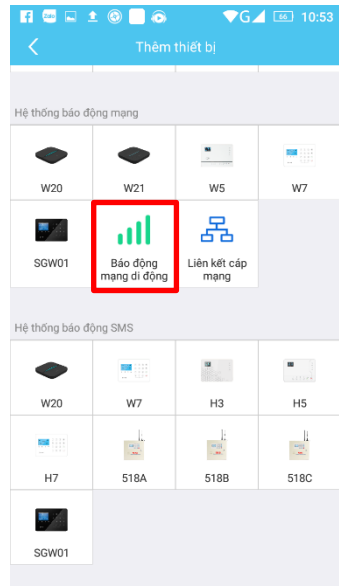 66 10:53
Thêm thiết bị
Hệ thống báo động mạng
W20 W21 W5 W7
SGW01 Báo động mạng di động Liên kết cáp mạng
Hệ thống báo động SMS
W20 W7 H3 H5
H7 518A 518B 518C
SGW01